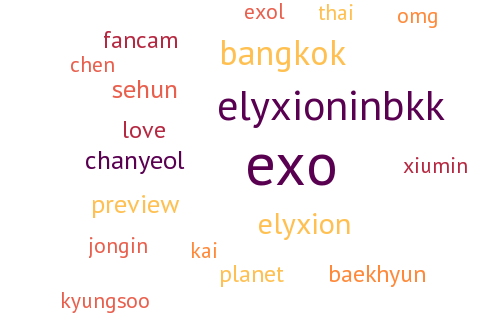 exol
thai
omg
fancam
bangkok
chen
sehun
elyxioninbkk
love
chanyeol
exo
xiumin
preview
elyxion
jongin
kai
planet
baekhyun
kyungsoo